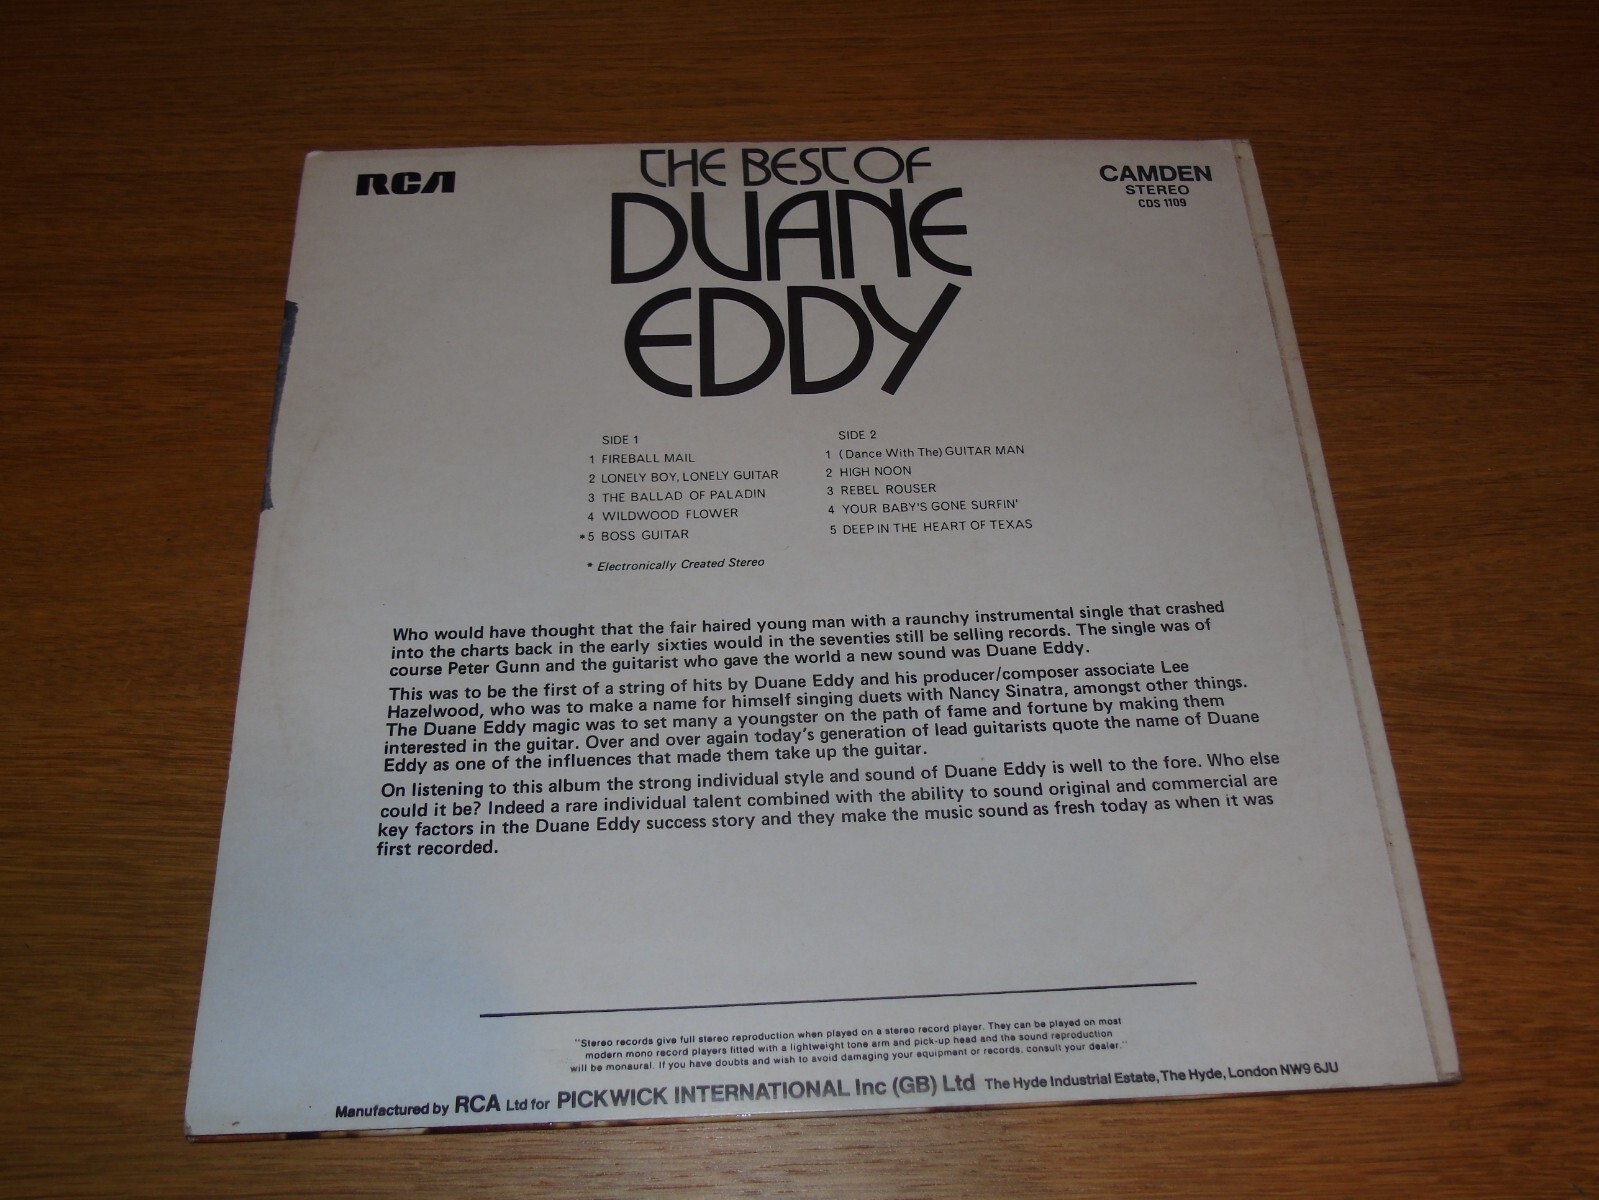 RCA
THE BEST OF
DUANE
EDDY
CAMDEN
STEREO
CDS 1109
SIDE 1
1 FIREBALL MAIL
2 LONELY BOY, LONELY GUITAR
3 THE BALLAD OF PALADIN
4 WILDWOOD FLOWER
*5 BOSS GUITAR
* Electronically Created Stereo
SIDE 2
1 (Dance With The) GUITAR MAN
2 HIGH NOON
3 REBEL ROUSER
4 YOUR BABY'S GONE SURFIN'
5 DEEP IN THE HEART OF TEXAS
Who would have thought that the fair haired young man with a raunchy instrumental single that crashed
into the charts back in the early sixties would in the seventies still be selling records. The single was of
course Peter Gunn and the guitarist who gave the world a new sound was Duane Eddy.
This was to be the first of a string of hits by Duane Eddy and his producer/composer associate Lee
Hazelwood, who was to make a name for himself singing duets with Nancy Sinatra, amongst other things.
The Duane Eddy magic was to set many a youngster on the path of fame and fortune by making them
interested in the guitar. Over and over again today's generation of lead guitarists quote the name of Duane
Eddy as one of the influences that made them take up the guitar.
On listening to this album the strong individual style and sound of Duane Eddy is well to the fore. Who else
could it be? Indeed a rare individual talent combined with the ability to sound original and commercial are
key factors in the Duane Eddy success story and they make the music sound as fresh today as when it was
first recorded.
"Stereo records give full stereo reproduction when played on a stereo record player. They can be played on most
modern mono record players fitted with a lightweight tone arm and pick-up head and the sound reproduction
will be monaural. If you have doubts and wish to avoid damaging your equipment or records, consult your dealer."
Manufactured by RCA Ltd for PICKWICK INTERNATIONAL Inc (GB) Ltd The Hyde Industrial Estate, The Hyde, London NW9 6JU